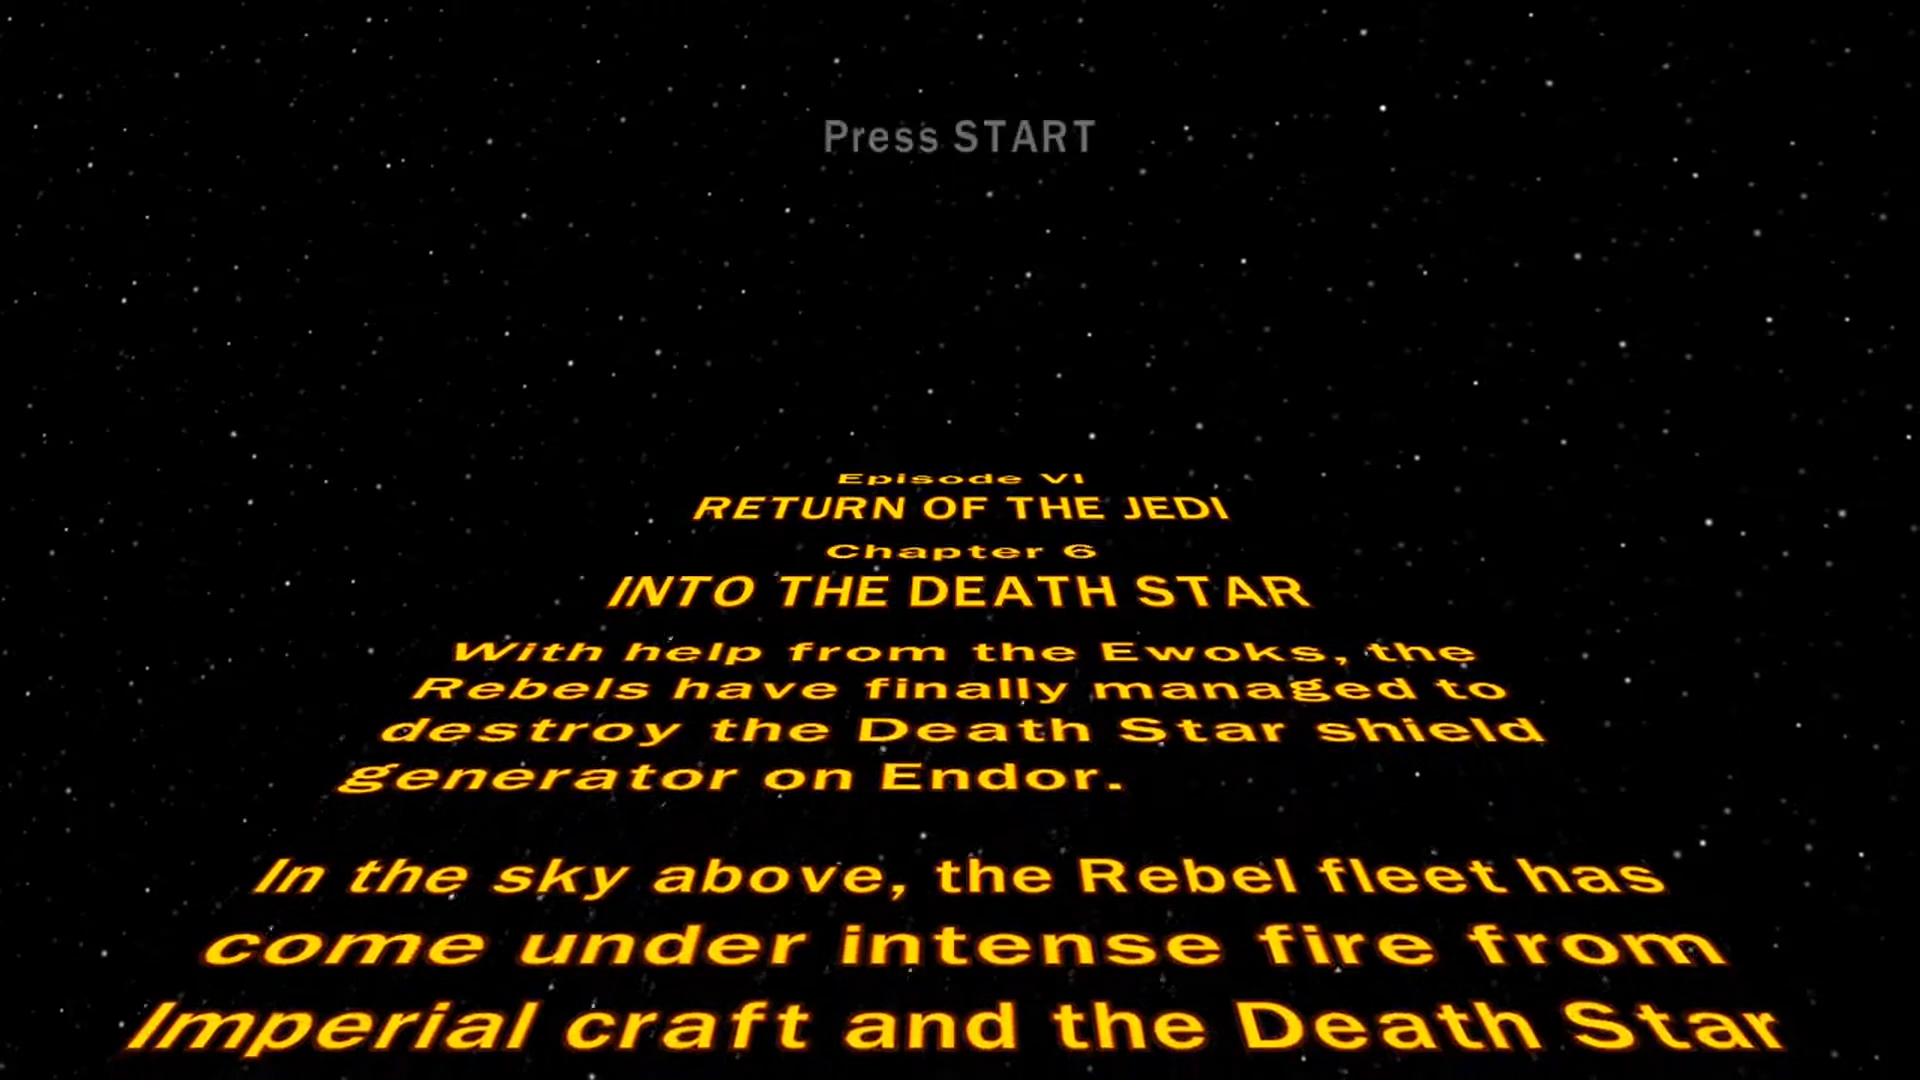 Press START
Episode VI
RETURN OF THE JEDI
Chapter 6
INTO THE DEATH STAR
With help from the Ewoks, the
Rebels have finally managed to
destroy the Death Star shield
generator on Endor.
In the sky above, the Rebel fleet has
come under intense fire from
Imperial craft and the Death Star